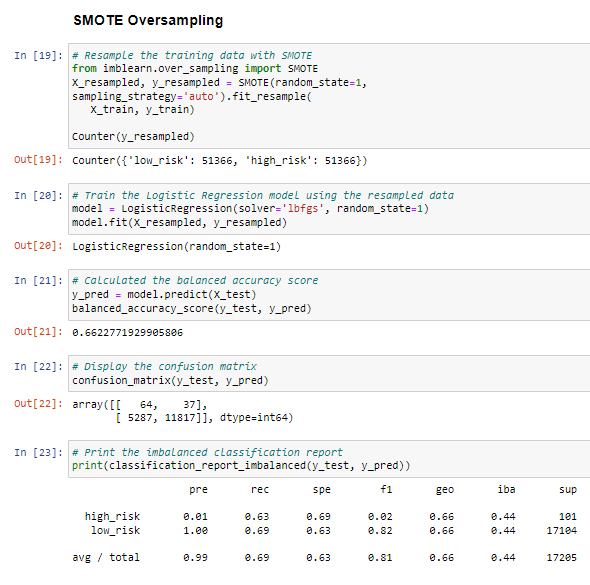 SMOTE Oversampling
In [19]: # Resample the training data with SMOTE
from imblearn.over_sampling import SMOTE
X_resampled, y_resampled = SMOTE(random_state=1,
sampling_strategy='auto').fit_resample(
X_train, y_train)
Counter(y_resampled)
Out[19]: Counter({'low_risk': 51366, 'high_risk': 51366})
In [20]: # Train the Logistic Regression model using the resampled data
model = LogisticRegression(solver='lbfgs', random_state=1)
model.fit(X_resampled, y_resampled)
Out[20]: LogisticRegression(random_state=1)
In [21]: # Calculated the balanced accuracy score
y_pred = model.predict(X_test)
balanced_accuracy_score(y_test, y_pred)
Out[21]: 0.6622771929905806
In [22]: # Display the confusion matrix
confusion_matrix(y_test, y_pred)
Out[22]: array([[ 64, 37],
[ 5287, 11817]], dtype=int64)
In [23]: # Print the imbalanced classification report
print(classification_report_imbalanced(y_test, y_pred))
pre rec spe f1 geo iba sup
high_risk 0.01 0.63 0.69 0.02 0.66 0.44 101
low_risk 1.00 0.69 0.63 0.82 0.66 0.44 17104
avg / total 0.99 0.69 0.63 0.81 0.66 0.44 17205